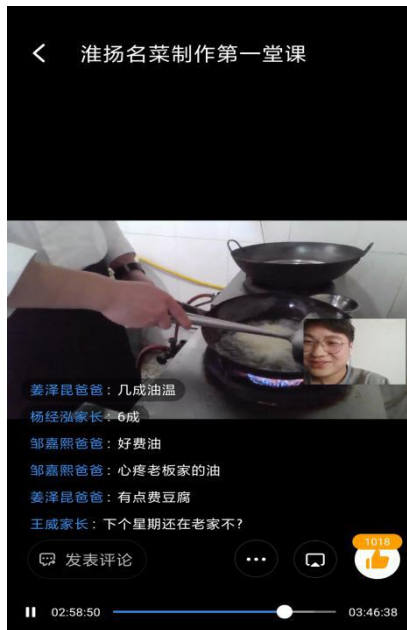 淮扬名菜制作第一堂课
姜泽昆爸爸：几成油温
杨经泓家长：6成
邹嘉熙爸爸：好费油
邹嘉熙爸爸：心疼老板家的油
姜泽昆爸爸：有点费豆腐
王威家长：下个星期还在老家不?
1018
发表评论
02:58:50
03:46:38